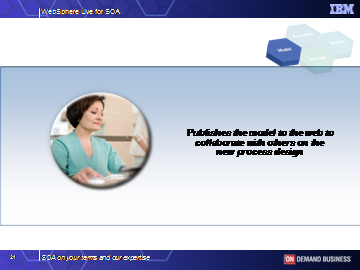 WebSphere Live for SOA
IBM
Model
Publishes the model to the web to
collaborate with others on the
new process design
21
SOA on your terms and our expertise
ON DEMAND BUSINESS